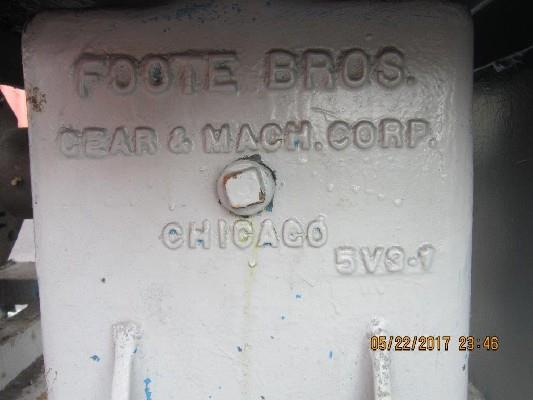 FOOTE BROS.
GEAR & MACH. CORP.
CHICAGO
5V9-1
05/22/2017 23:46